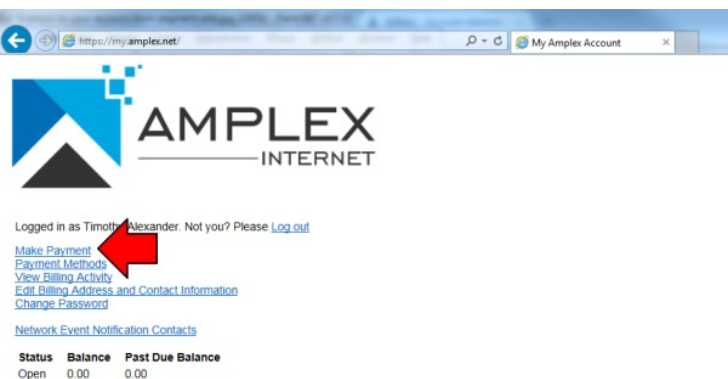 https://my.amplex.net/
My Amplex Account
AMPLEX
INTERNET
Logged in as Timothy Alexander. Not you? Please Log out
Make Payment
Payment Methods
View Billing Activity
Edit Billing Address and Contact Information
Change Password
Network Event Notification Contacts
Status Balance Past Due Balance
Open 0.00 0.00